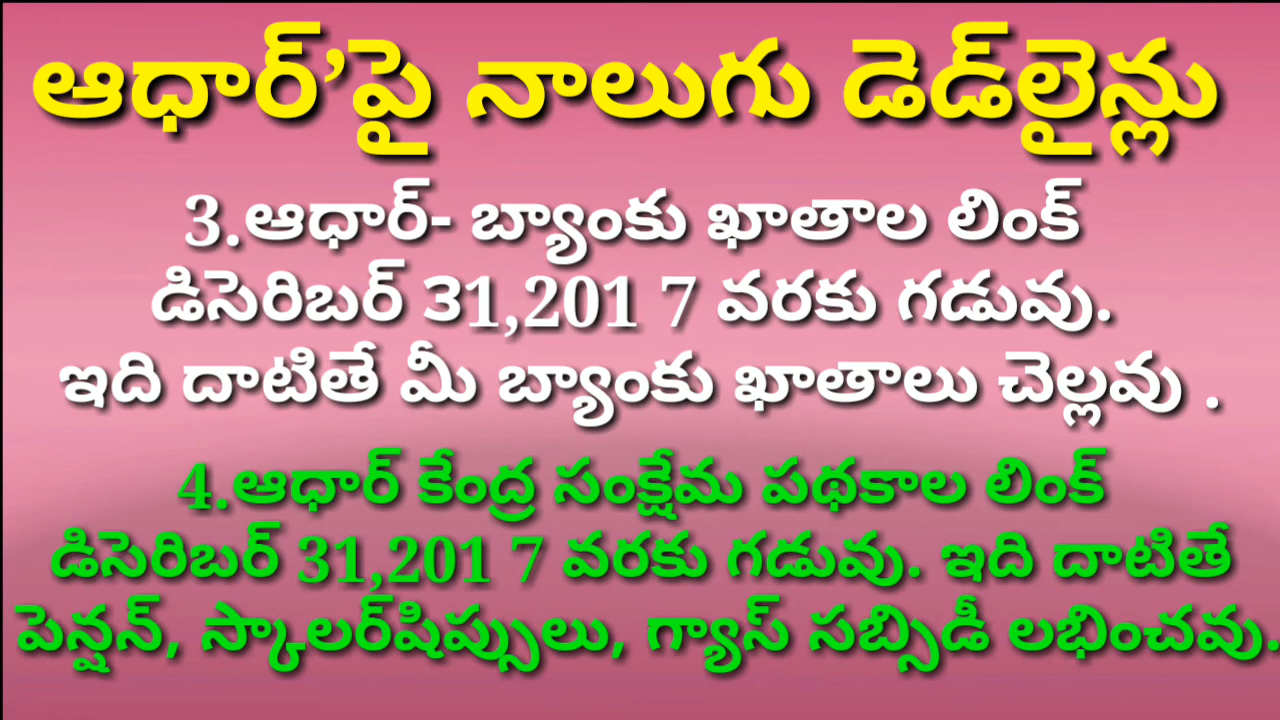 ఆధార్’పై నాలుగు డెడ్‌లైన్లు
3.ఆధార్- బ్యాంకు ఖాతాల లింక్
డిసెరిబర్ 31,201 7 వరకు గడువు.
ఇది దాటితే మీ బ్యాంకు ఖాతాలు చెల్లవు .
4.ఆధార్ కేంద్ర సంక్షేమ పథకాల లింక్
డిసెరిబర్ 31,201 7 వరకు గడువు. ఇది దాటితే
పెన్షన్, స్కాలర్‌షిప్సులు, గ్యాస్ సబ్సిడీ లభించవు.